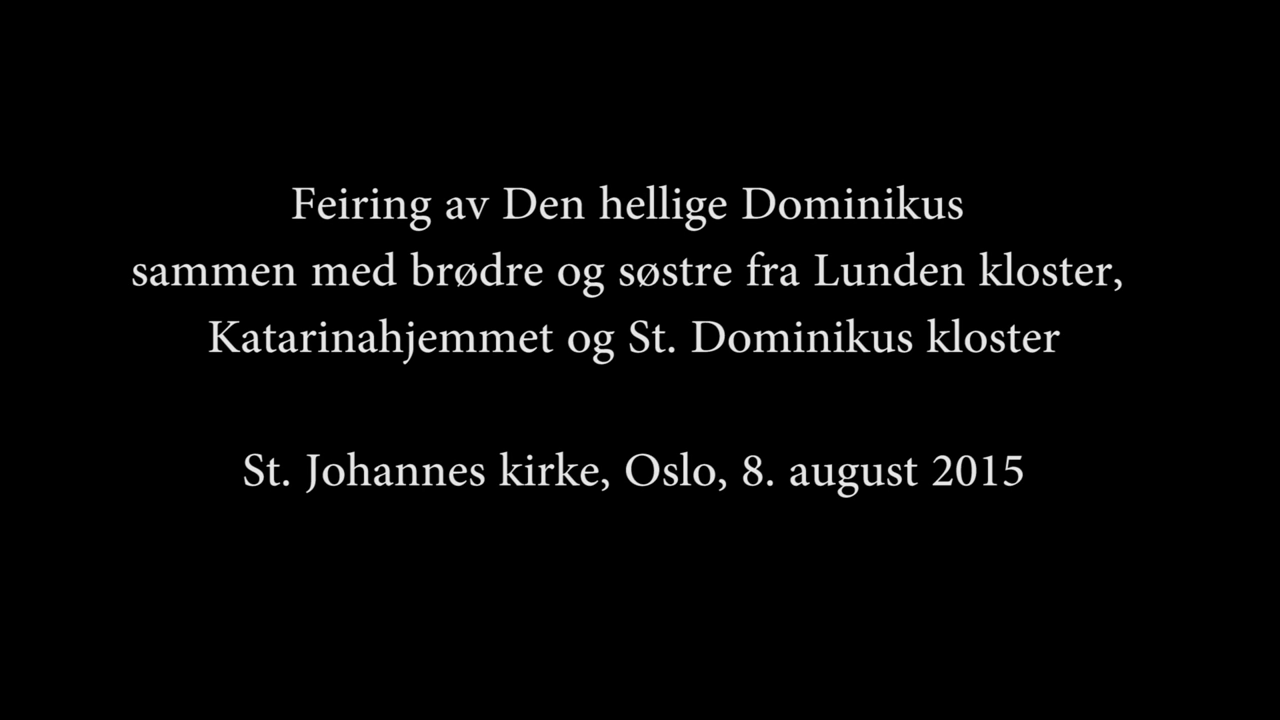 Feiring av Den hellige Dominikus
sammen med brødre og søstre fra Lunden kloster,
Katarinahjemmet og St. Dominikus kloster
St. Johannes kirke, Oslo, 8. august 2015